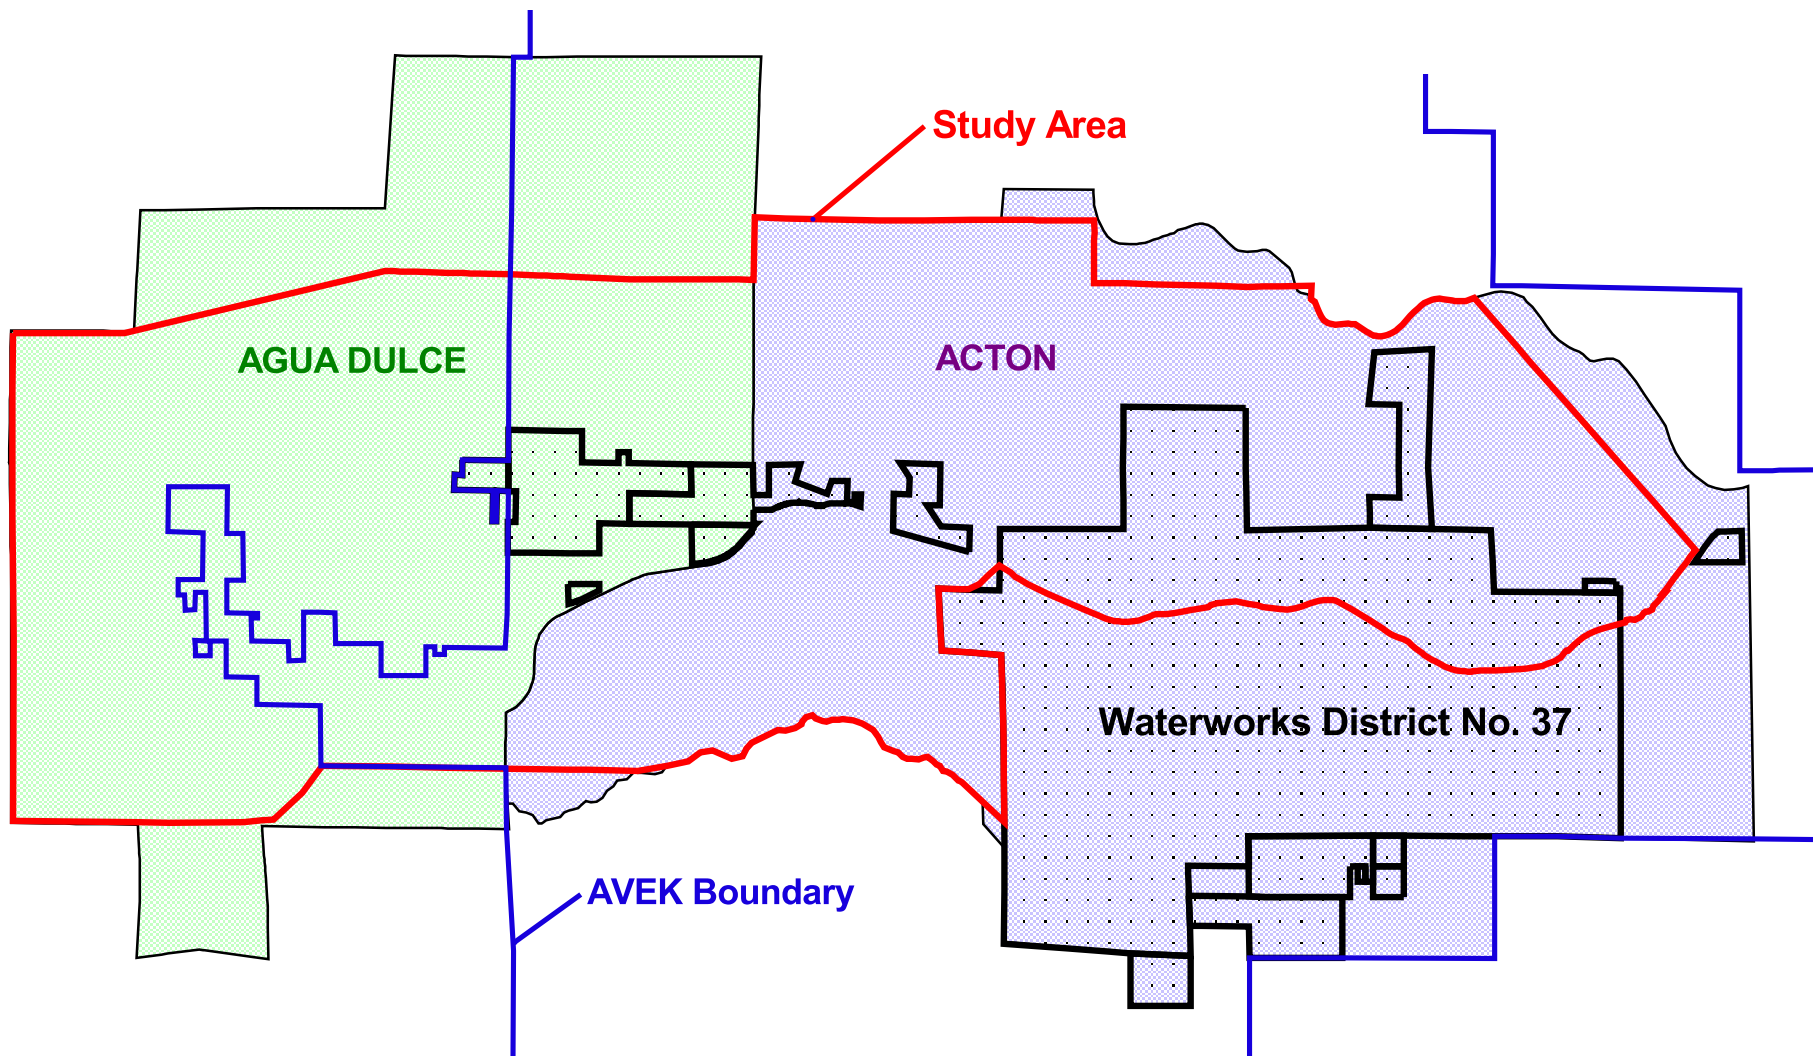 Study Area
AGUA DULCE
ACTON
Waterworks District No. 37
AVEK Boundary